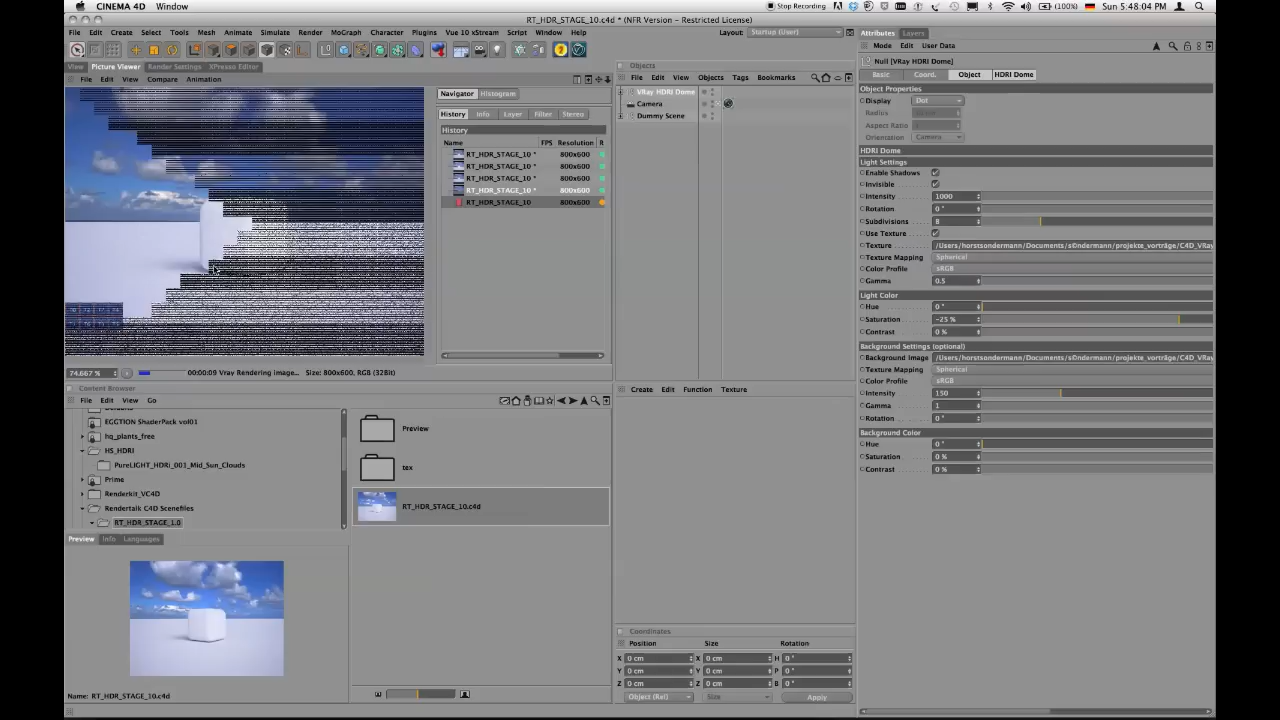 CINEMA 4D Window
Stop Recording (100%) Sun 5:48:04 PM
RT_HDR_STAGE_10.c4d * (NFR Version - Restricted License)
File Edit Create Select Tools Mesh Animate Simulate Render MoGraph Character Plugins Vue 10 xStream Script Window Help Layout: Startup (User)
View Picture Viewer Render Settings XPresso Editor
File Edit View Compare Animation
Navigator Histogram
History Info Layer Filter Stereo
History
Name FPS Resolution R
RT_HDR_STAGE_10 * 800x600
RT_HDR_STAGE_10 * 800x600
RT_HDR_STAGE_10 * 800x600
RT_HDR_STAGE_10 * 800x600
RT_HDR_STAGE_10 800x600
74.667 % 00:00:09 Vray Rendering image... Size: 800x600, RGB (32Bit)
Objects
File Edit View Objects Tags Bookmarks
VRay HDRI Dome
Camera
Dummy Scene
Content Browser
File Edit View Go
EGGTION ShaderPack vol01
hq_plants_free
HS_HDRI
PureLIGHT_HDRi_001_Mid_Sun_Clouds
Prime
Renderkit_VC4D
Rendertalk C4D Scenefiles
RT_HDR_STAGE_1.0
Preview
tex
RT_HDR_STAGE_10.c4d
Preview Info Languages
Name: RT_HDR_STAGE_10.c4d
Create Edit Function Texture
Coordinates
Position Size Rotation
X 0 cm X 0 cm H 0 °
Y 0 cm Y 0 cm P 0 °
Z 0 cm Z 0 cm B 0 °
Object (Rel) Size Apply
Attributes Layers
Mode Edit User Data
Null [VRay HDRI Dome]
Basic Coord. Object HDRI Dome
Object Properties
Display Dot
Radius
Aspect Ratio
Orientation Camera
HDRI Dome
Light Settings
Enable Shadows
Invisible
Intensity 1000
Rotation 0 °
Subdivisions 8
Use Texture
Texture /Users/horstsondermann/Documents/s©ndermann/projekte_vorträge/C4D_VRay
Texture Mapping Spherical
Color Profile sRGB
Gamma 0.5
Light Color
Hue 0 °
Saturation -25 %
Contrast 0 %
Background Settings (optional)
Background Image /Users/horstsondermann/Documents/s©ndermann/projekte_vorträge/C4D_VRay
Texture Mapping Spherical
Color Profile sRGB
Intensity 150
Gamma 1
Rotation 0 °
Background Color
Hue 0 °
Saturation 0 %
Contrast 0 %